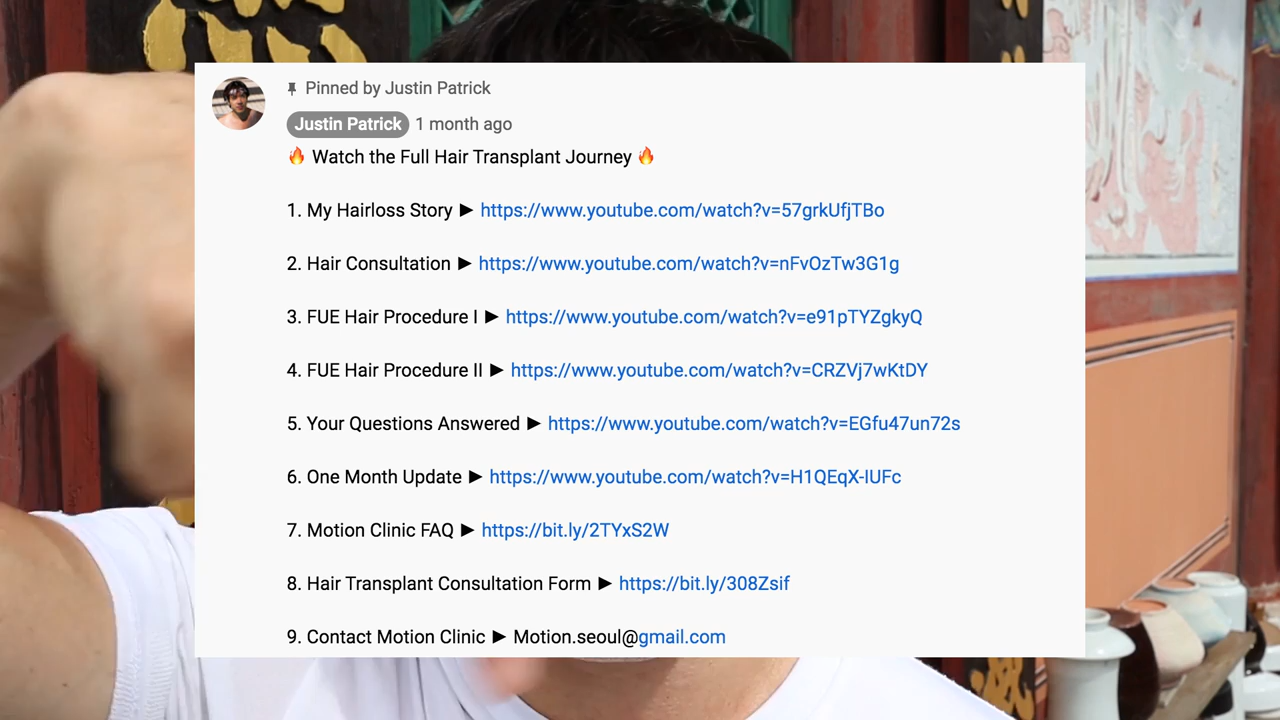 Pinned by Justin Patrick
Justin Patrick 1 month ago
🔥 Watch the Full Hair Transplant Journey 🔥
1. My Hairloss Story ► https://www.youtube.com/watch?v=57grkUfjTBo
2. Hair Consultation ► https://www.youtube.com/watch?v=nFvOzTw3G1g
3. FUE Hair Procedure I ► https://www.youtube.com/watch?v=e91pTYZgkyQ
4. FUE Hair Procedure II ► https://www.youtube.com/watch?v=CRZVj7wKtDY
5. Your Questions Answered ► https://www.youtube.com/watch?v=EGfu47un72s
6. One Month Update ► https://www.youtube.com/watch?v=H1QEqX-IUFc
7. Motion Clinic FAQ ► https://bit.ly/2TYxS2W
8. Hair Transplant Consultation Form ► https://bit.ly/308Zsif
9. Contact Motion Clinic ► Motion.seoul@gmail.com